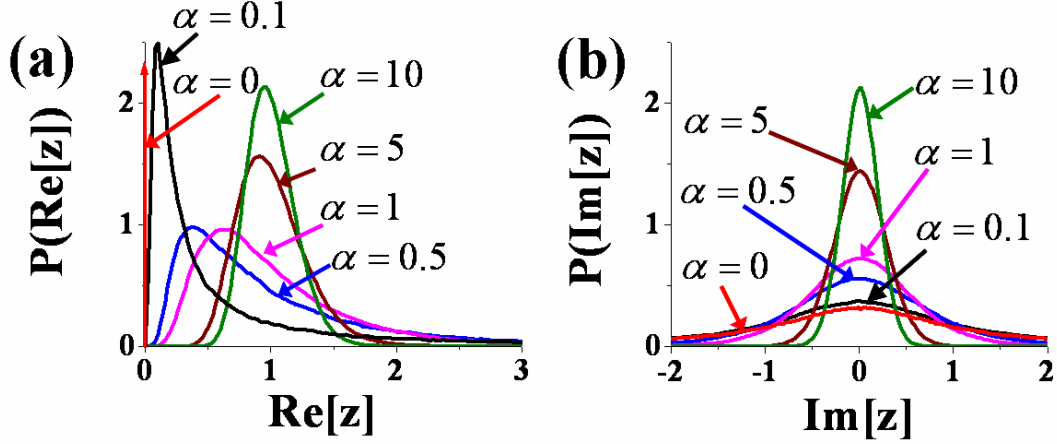 (a)
P(Re[z])
0
1
2
α = 0.1
α = 0
α = 10
α = 5
α = 1
α = 0.5
0 1 2 3
Re[z]
(b)
P(Im[z])
0
1
2
α = 10
α = 5
α = 1
α = 0.5
α = 0.1
α = 0
-2 -1 0 1 2
Im[z]